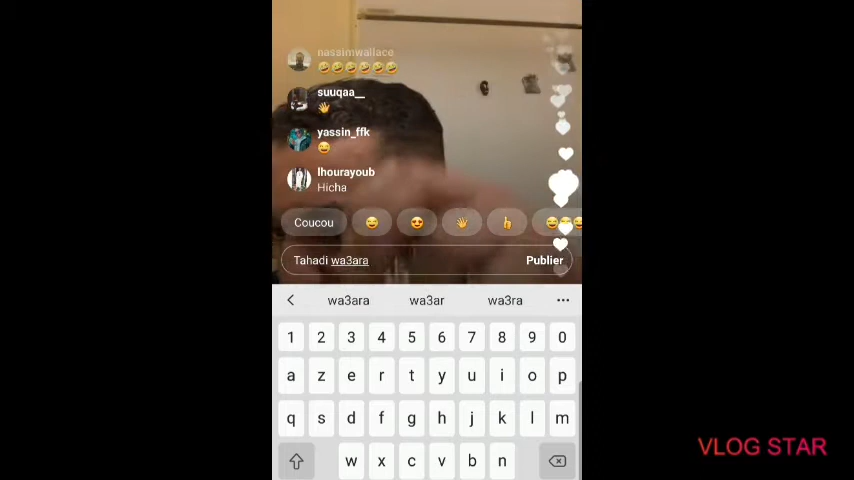 nassimwallace
🤣🤣🤣🤣🤣🤣
suuqaa__
👋
yassin_ffk
😂
lhourayoub
Hicha
Coucou 😅 😍 👋 👍
Tahadi wa3ara Publier
wa3ara wa3ar wa3ra
1 2 3 4 5 6 7 8 9 0
a z e r t y u i o p
q s d f g h j k l m
w x c v b n
VLOG STAR